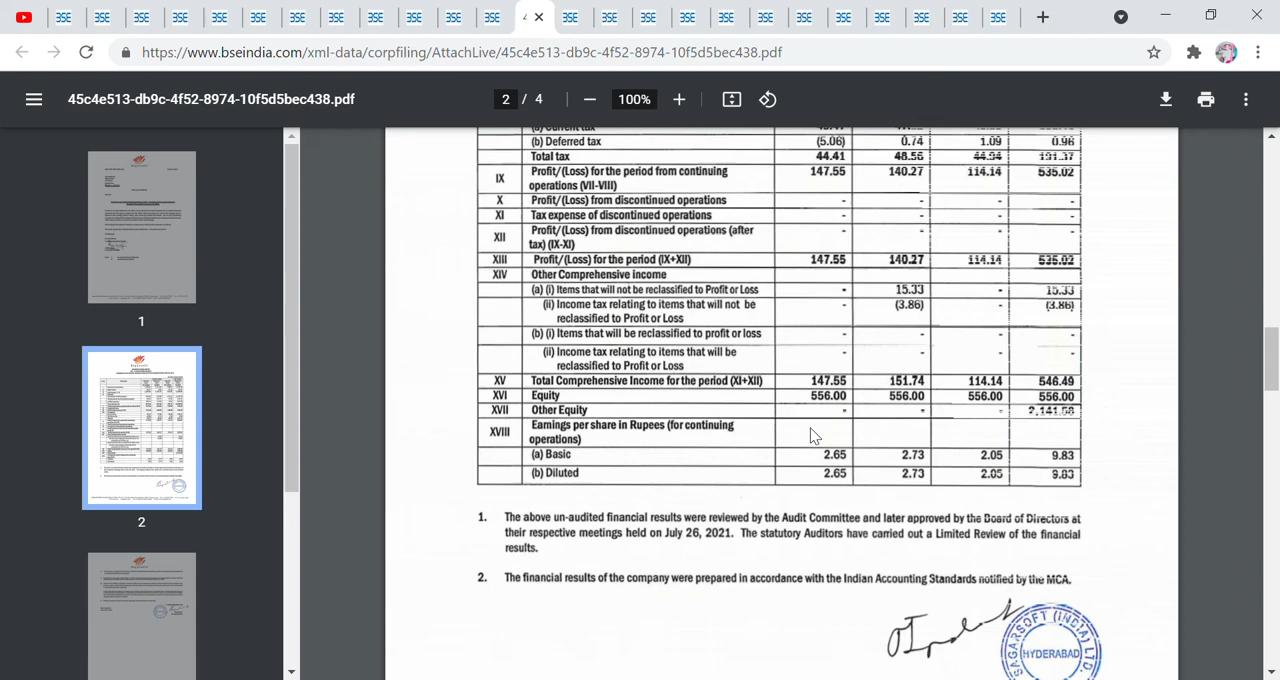 https://www.bseindia.com/xml-data/corpfiling/AttachLive/45c4e513-db9c-4f52-8974-10f5d5bec438.pdf
45c4e513-db9c-4f52-8974-10f5d5bec438.pdf
2 / 4
100%
1
2
(a) Current tax
(b) Deferred tax (5.06) 0.74 1.09 0.96
Total tax 44.41 48.56 44.34 191.37
IX Profit/(Loss) for the period from continuing 147.55 140.27 114.14 535.02
operations (VII-VIII)
X Profit/(Loss) from discontinued operations - - - -
XI Tax expense of discontinued operations - - - -
XII Profit/(Loss) from discontinued operations (after - - - -
tax) (IX-XI)
XIII Profit/(Loss) for the period (IX+XII) 147.55 140.27 114.14 535.02
XIV Other Comprehensive income
(a) (i) Items that will not be reclassified to Profit or Loss - 15.33 - 15.33
(ii) Income tax relating to items that will not be - (3.86) - (3.86)
reclassified to Profit or Loss
(b) (i) Items that will be reclassified to profit or loss - - - -
(ii) Income tax relating to items that will be - - - -
reclassified to Profit or Loss
XV Total Comprehensive Income for the period (XI+XII) 147.55 151.74 114.14 546.49
XVI Equity 556.00 556.00 556.00 556.00
XVII Other Equity - - -
XVIII Earnings per share in Rupees (for continuing
operations)
(a) Basic 2.65 2.73 2.05 9.83
(b) Diluted 2.65 2.73 2.05 9.83
1. The above un-audited financial results were reviewed by the Audit Committee and later approved by the Board of Directors at
their respective meetings held on July 26, 2021. The statutory Auditors have carried out a Limited Review of the financial
results.
2. The financial results of the company were prepared in accordance with the Indian Accounting Standards notified by the MCA.
SAGARSOFT (INDIA) LTD.
HYDERABAD